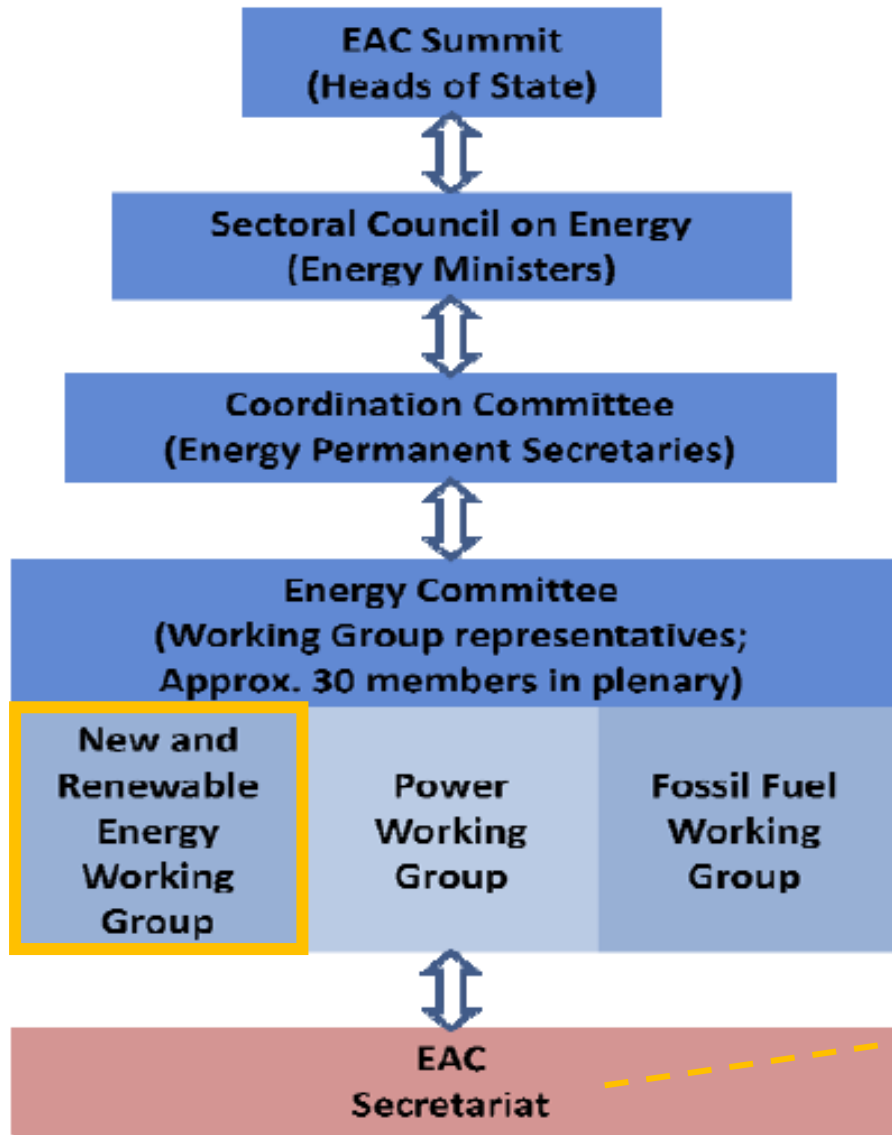 EAC Summit
(Heads of State)
Sectoral Council on Energy
(Energy Ministers)
Coordination Committee
(Energy Permanent Secretaries)
Energy Committee
(Working Group representatives;
Approx. 30 members in plenary)
New and
Renewable
Energy
Working
Group
Power
Working
Group
Fossil Fuel
Working
Group
EAC
Secretariat